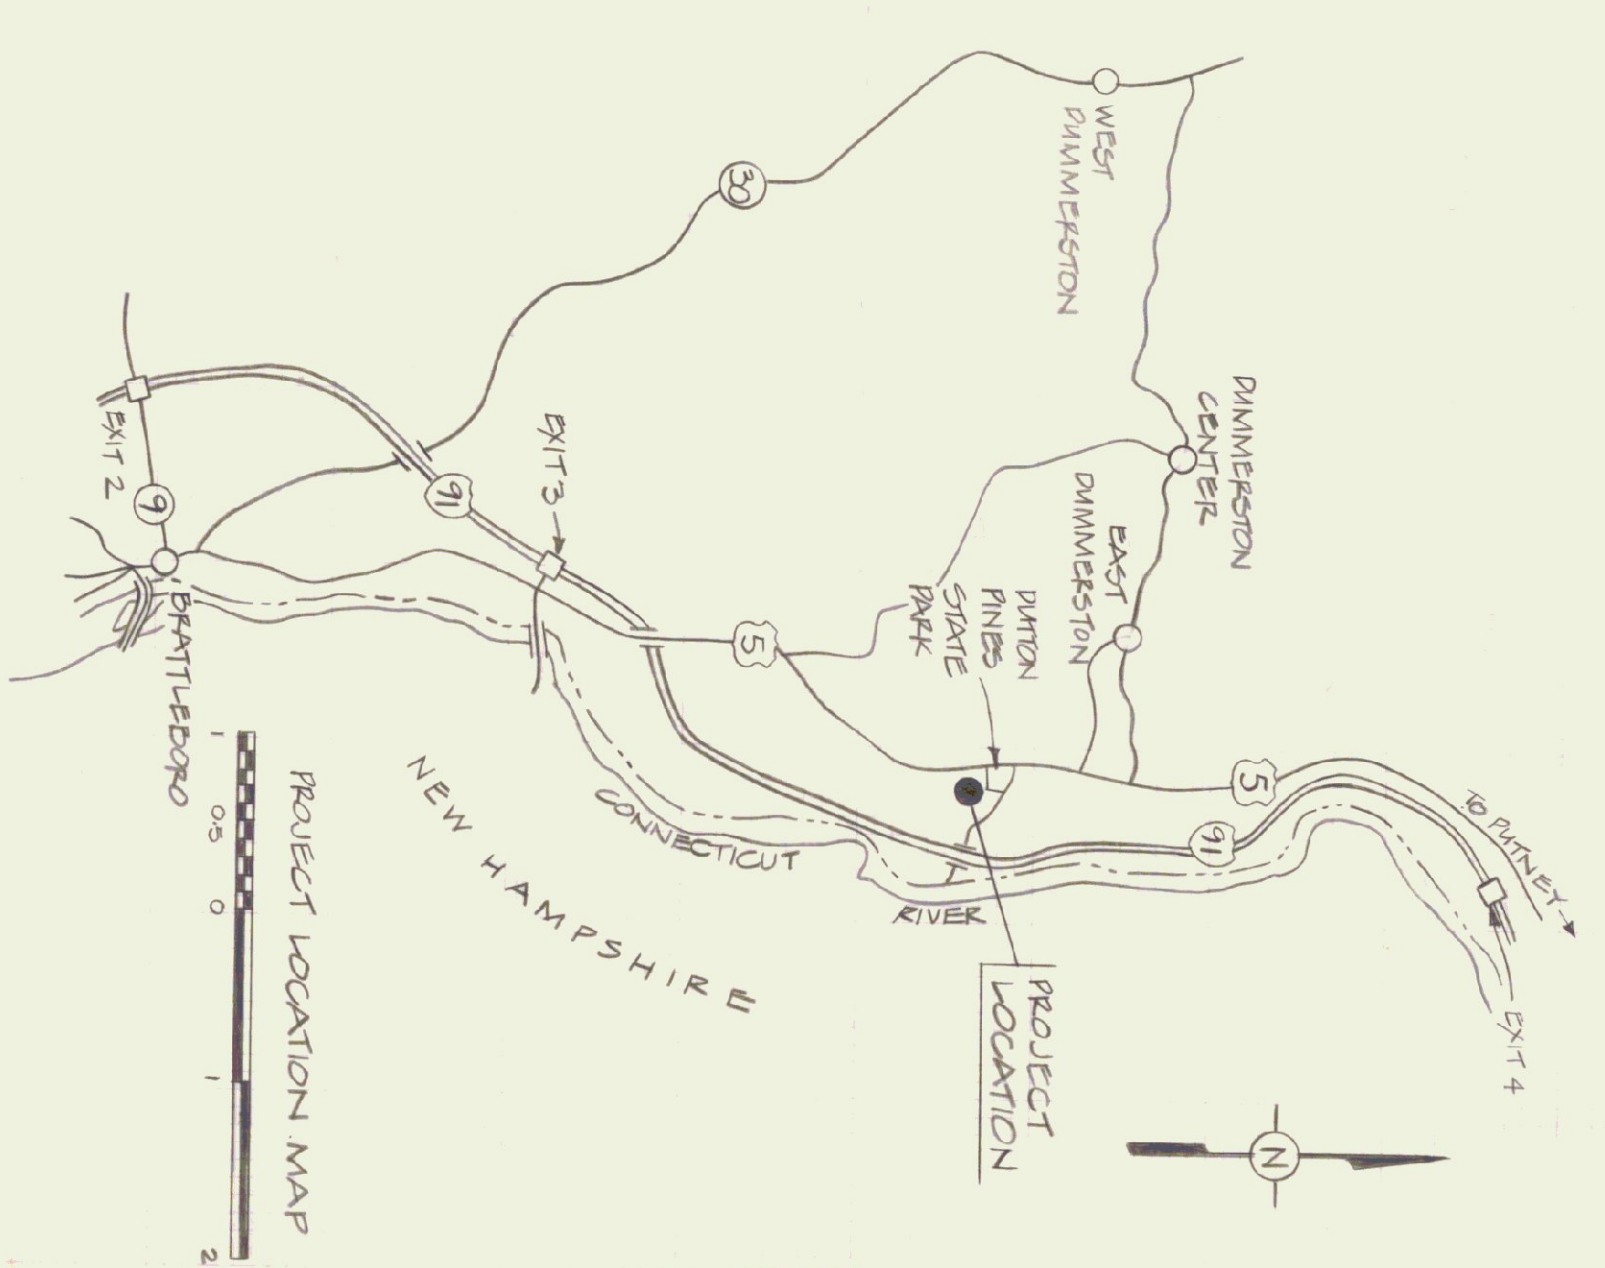 WEST
DUMMERSTON
30
DUMMERSTON
CENTER
EAST
DUMMERSTON
DUTTON
PINES
STATE
PARK
EXIT 3
EXIT 2
9
91
5
5
91
TO PUTNEY
EXIT 4
BRATTLEBORO
CONNECTICUT
RIVER
NEW HAMPSHIRE
PROJECT
LOCATION
N
PROJECT LOCATION MAP
1 0.5 0 1 2